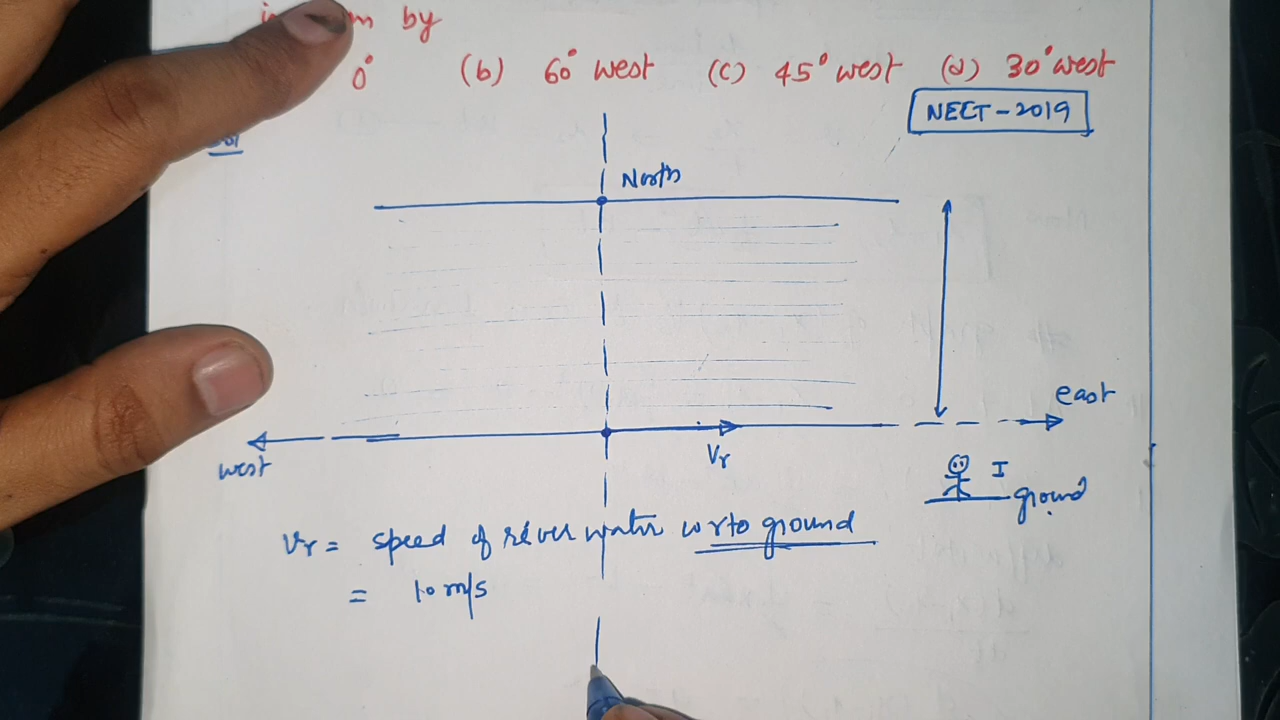 by
0° (b) 60° west (c) 45° west (d) 30° west
NEET-2019
North
east
west
Vr
I
ground
Vr = speed of river water wrto ground
= 10 m/s